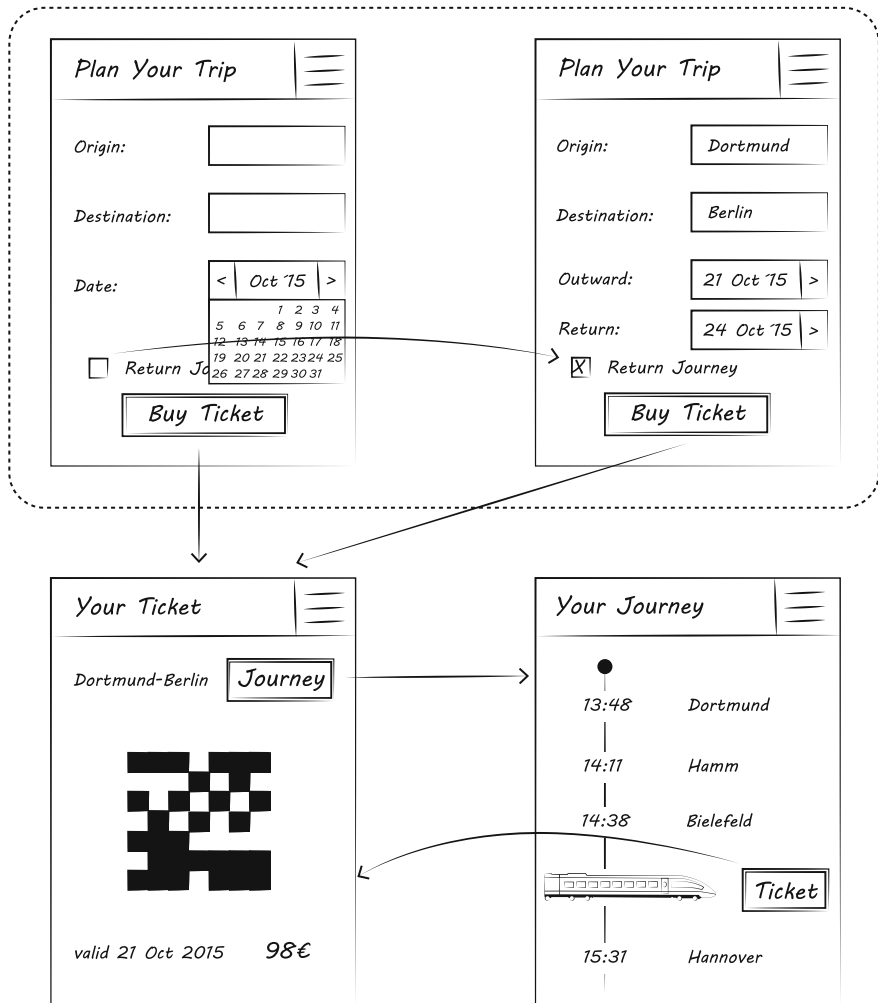 Plan Your Trip
Origin:
Destination:
Date:
< Oct '15 >
1 2 3 4
5 6 7 8 9 10 11
12 13 14 15 16 17 18
19 20 21 22 23 24 25
26 27 28 29 30 31
Return Jo
Buy Ticket
Plan Your Trip
Origin: Dortmund
Destination: Berlin
Outward: 21 Oct '15 >
Return: 24 Oct '15 >
X Return Journey
Buy Ticket
Your Ticket
Dortmund-Berlin Journey
valid 21 Oct 2015 98€
Your Journey
13:48 Dortmund
14:11 Hamm
14:38 Bielefeld
Ticket
15:31 Hannover